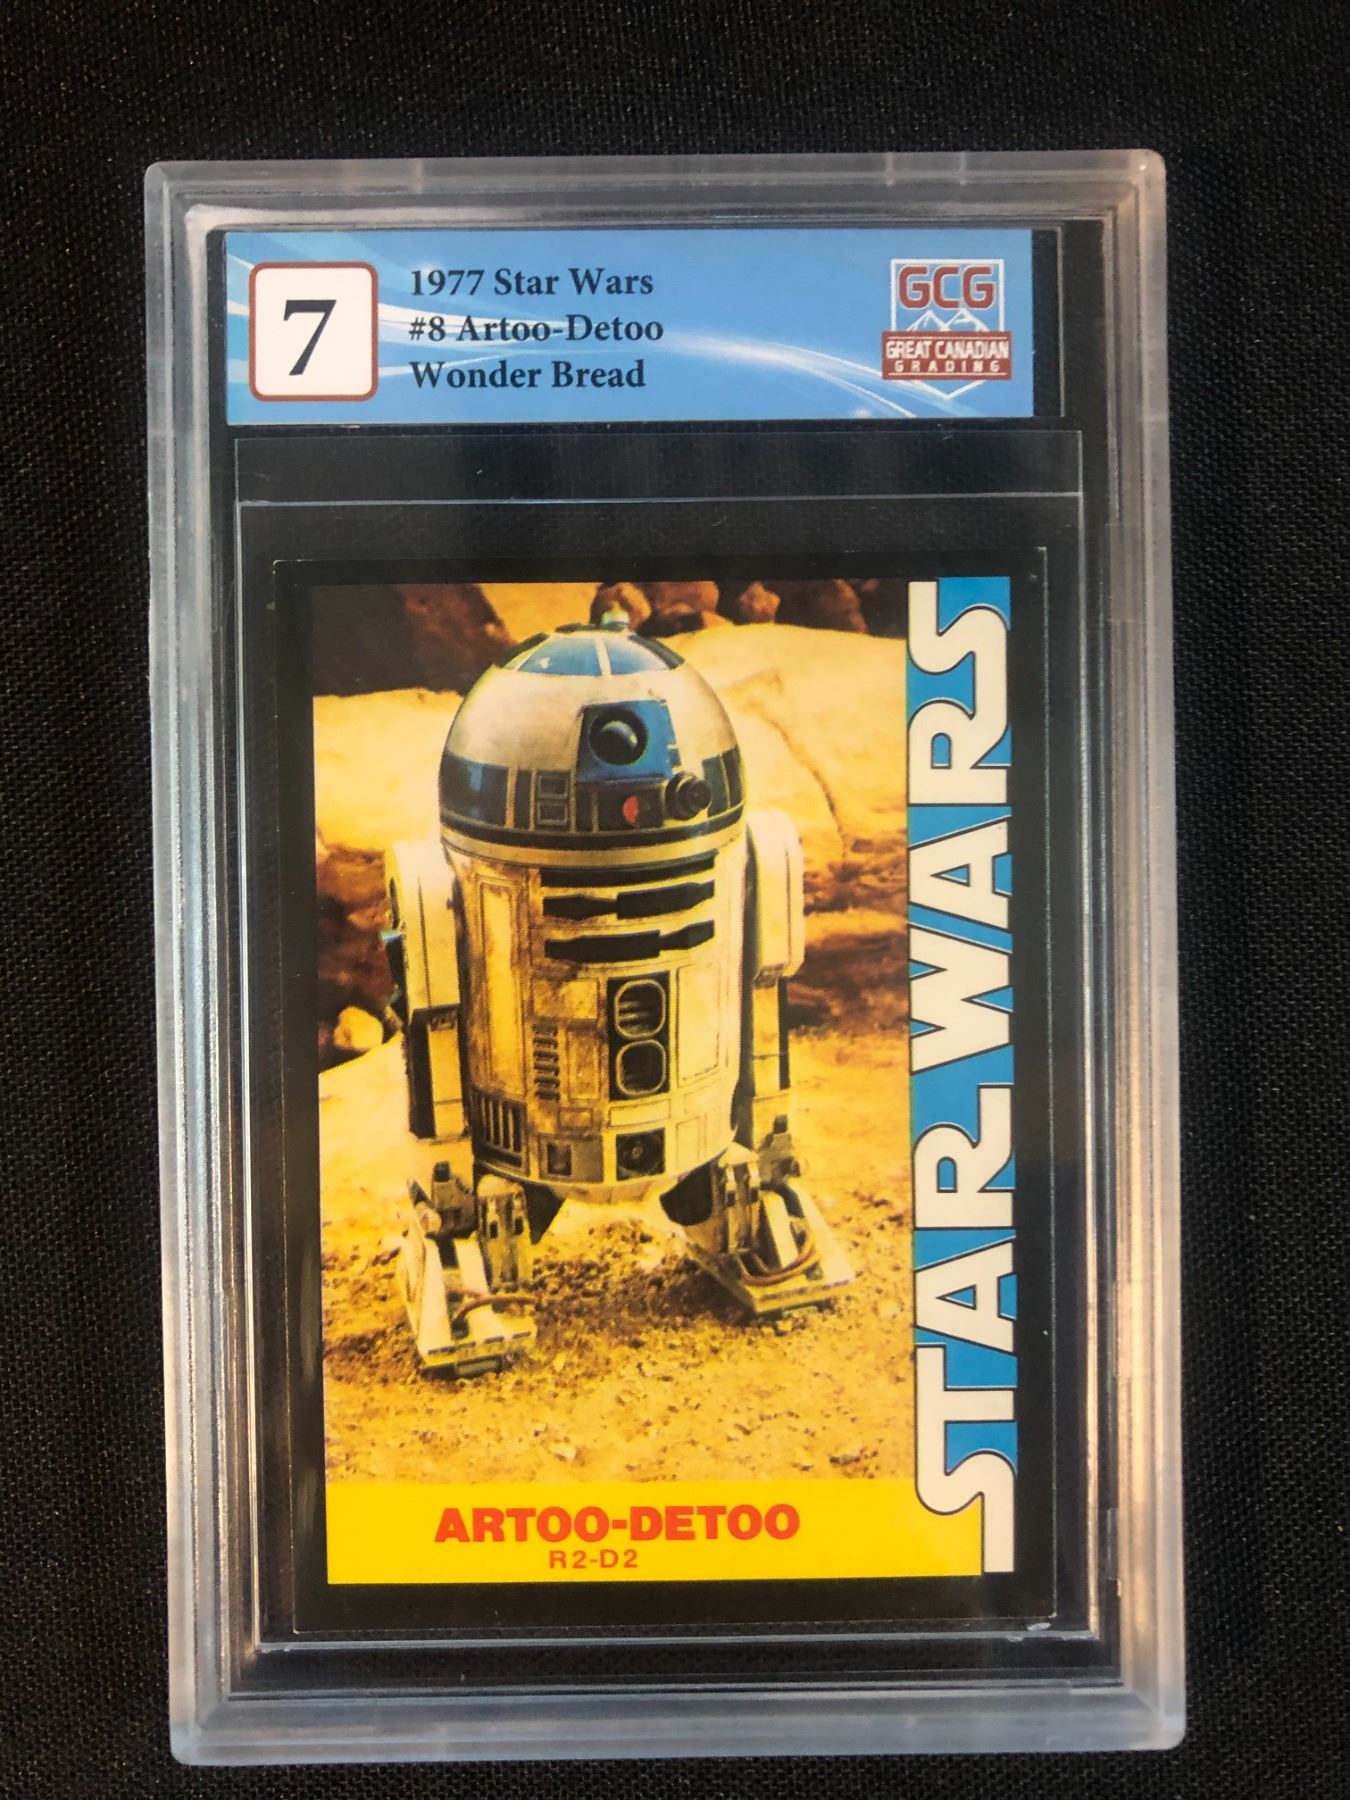 7
1977 Star Wars
#8 Artoo-Detoo
Wonder Bread
GCG
GREAT CANADIAN
GRADING
STAR WARS
ARTOO-DETOO
R2-D2